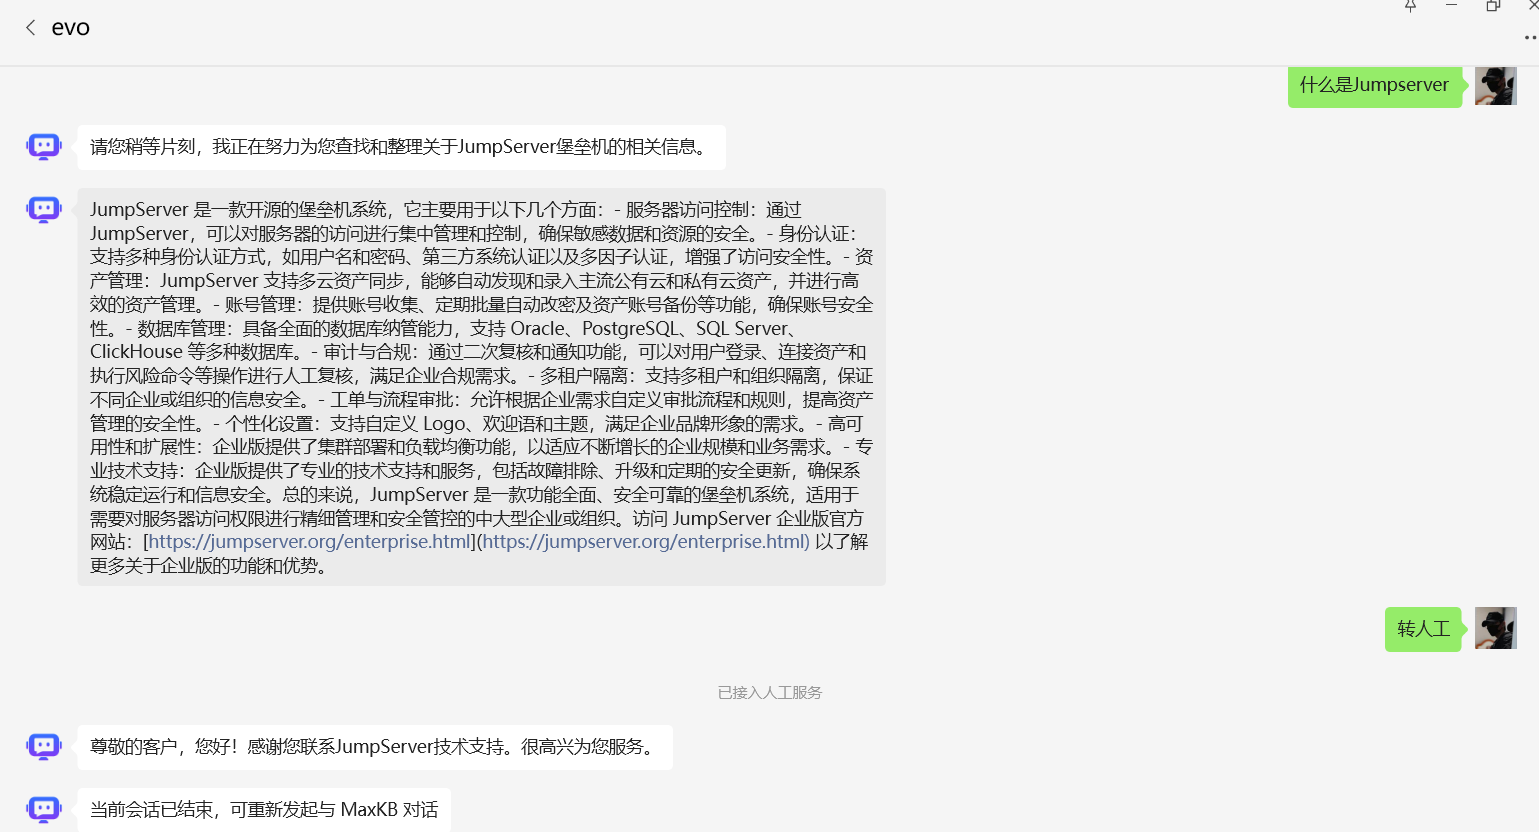 evo
什么是Jumpserver
请您稍等片刻，我正在努力为您查找和整理关于JumpServer堡垒机的相关信息。
JumpServer 是一款开源的堡垒机系统，它主要用于以下几个方面：- 服务器访问控制：通过
JumpServer，可以对服务器的访问进行集中管理和控制，确保敏感数据和资源的安全。- 身份认证：
支持多种身份认证方式，如用户名和密码、第三方系统认证以及多因子认证，增强了访问安全性。- 资
产管理：JumpServer 支持多云资产同步，能够自动发现和录入主流公有云和私有云资产，并进行高
效的资产管理。- 账号管理：提供账号收集、定期批量自动改密及资产账号备份等功能，确保账号安全
性。- 数据库管理：具备全面的数据库纳管能力，支持 Oracle、PostgreSQL、SQL Server、
ClickHouse 等多种数据库。- 审计与合规：通过二次复核和通知功能，可以对用户登录、连接资产和
执行风险命令等操作进行人工复核，满足企业合规需求。- 多租户隔离：支持多租户和组织隔离，保证
不同企业或组织的信息安全。- 工单与流程审批：允许根据企业需求自定义审批流程和规则，提高资产
管理的安全性。- 个性化设置：支持自定义 Logo、欢迎语和主题，满足企业品牌形象的需求。- 高可
用性和扩展性：企业版提供了集群部署和负载均衡功能，以适应不断增长的企业规模和业务需求。- 专
业技术支持：企业版提供了专业的技术支持和服务，包括故障排除、升级和定期的安全更新，确保系
统稳定运行和信息安全。总的来说，JumpServer 是一款功能全面、安全可靠的堡垒机系统，适用于
需要对服务器访问权限进行精细管理和安全管控的中大型企业或组织。访问 JumpServer 企业版官方
网站：[https://jumpserver.org/enterprise.html](https://jumpserver.org/enterprise.html) 以了解
更多关于企业版的功能和优势。
转人工
已接入人工服务
尊敬的客户，您好！感谢您联系JumpServer技术支持。很高兴为您服务。
当前会话已结束，可重新发起与 MaxKB 对话